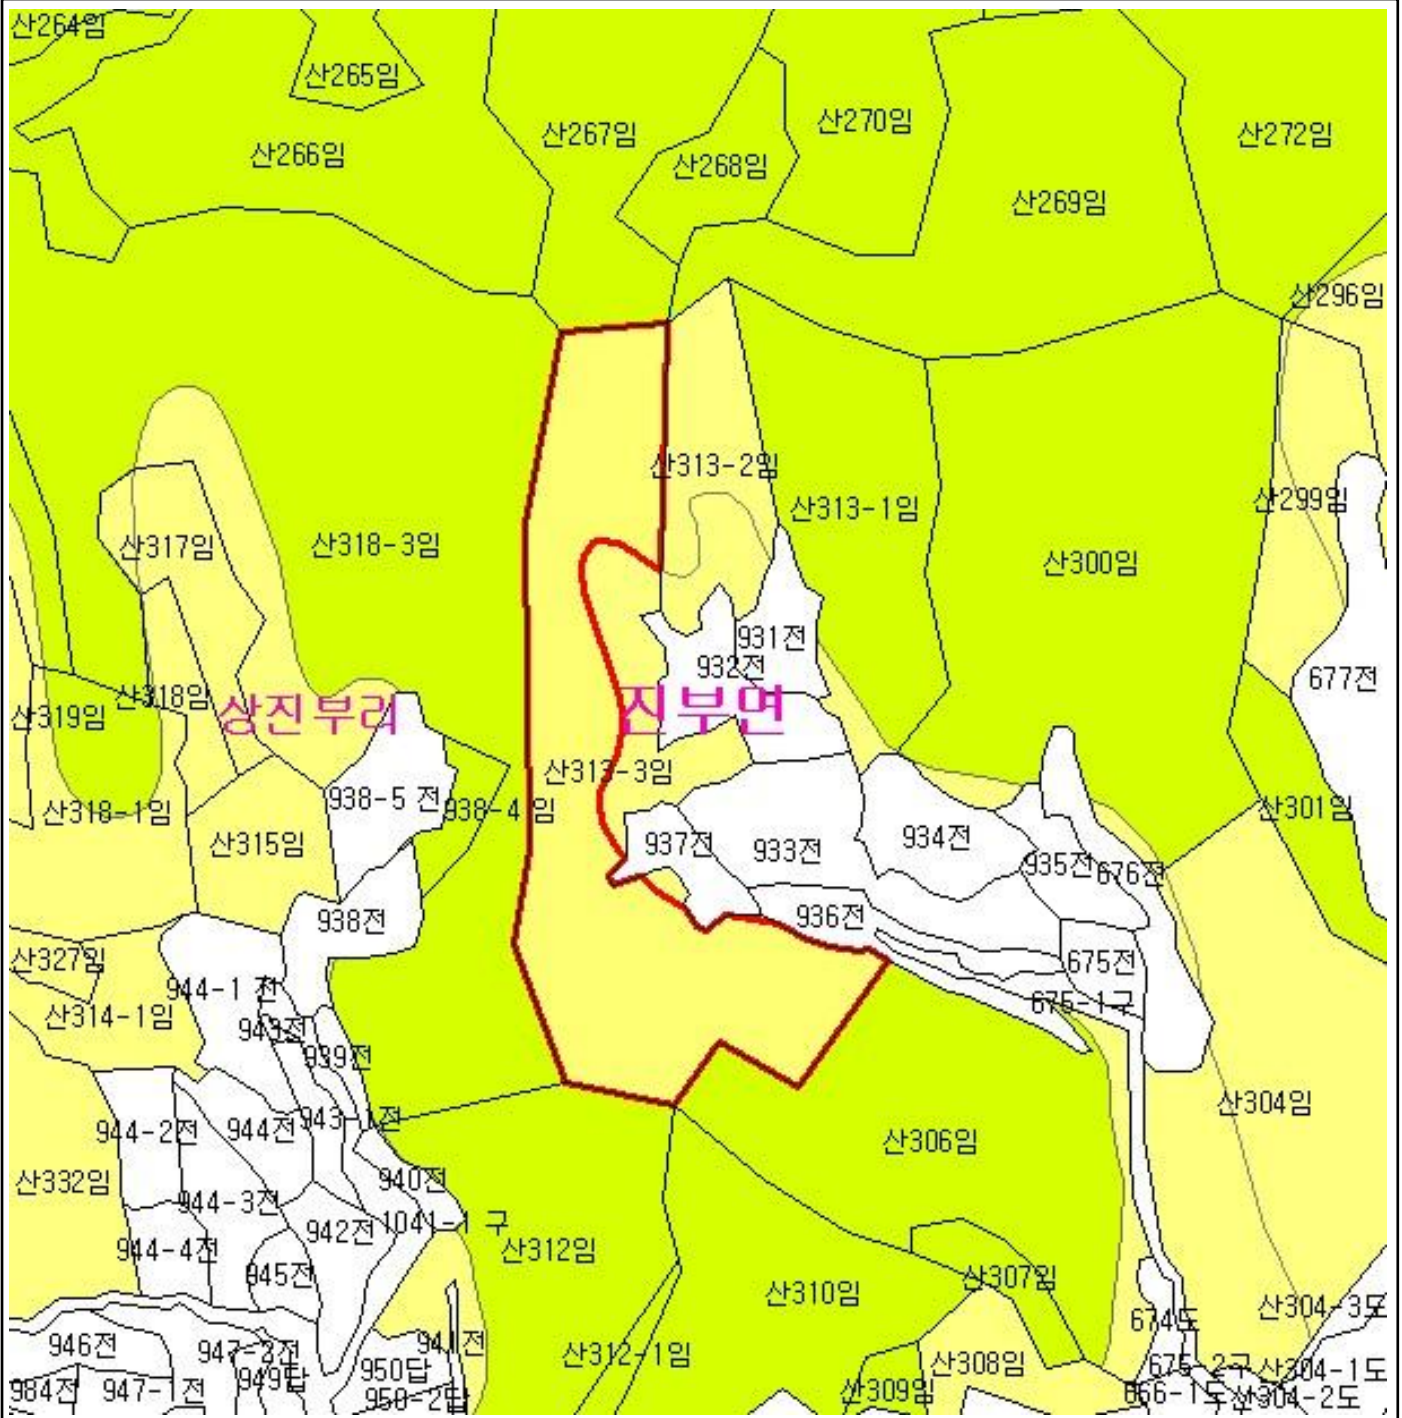 산264임
산265임
산267임
산270임
산272임
산266임
산268임
산269임
산296임
산313-2임
산299임
산313-1임
산317임
산318-3임
산300임
931전
932전
677전
산318임
산319임
상진부리
진부면
산313-3임
938-5 전
938-4 임
산318-1임
산301임
산315임
937전
933전
934전
935전
676전
938전
936전
산327임
675전
944-1 전
675-1구
산314-1임
943전
939전
산304임
943-1전
944-2전
944전
산306임
940전
산332임
944-3전
1041-1 구
942전
944-4전
산312임
945전
산307임
산310임
산304-3도
674도
946전
947-2전
941전
산312-1임
950답
산308임
675-2구
산304-1도
949답
984전
947-1전
950-2답
산309임
666-1도
산304-2도